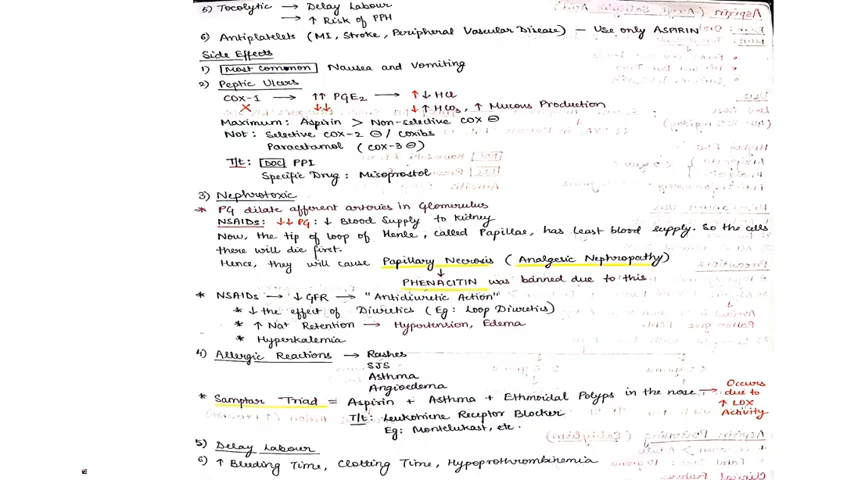 5) Tocolytic → Delay Labour
→ ↑ Risk of PPH
6) Antiplatelets (MI, Stroke, Peripheral Vascular Disease) - Use only ASPIRIN
Side Effects
1) Most Common Nausea and Vomiting
2) Peptic Ulcers
COX-1 → ↑↑ PGE2 → ↑↓ HCl
X ↓↓ ↓↑ HCO3, ↑ Mucous Production
Maximum: Aspirin > Non-selective COX ⊖
Not: Selective COX-2 ⊖/ coxibs
Paracetamol (COX-3 ⊖)
T/t: DOC PPI
Specific Drug: Misoprostol
3) Nephrotoxic
* PG dilate afferent arteries in Glomerulus
NSAIDs: ↓↓ PG: ↓ Blood Supply to Kidney
Now, the tip of loop of Henle, called Papillae, has least blood supply. So the cells
there will die first.
Hence, they will cause Papillary Necrosis (Analgesic Nephropathy)
↓
PHENACITIN was banned due to this
* NSAIDs → ↓ GFR → "Antidiuretic Action"
* ↓ the effect of Diuretics (Eg: Loop Diuretics)
* ↑ Na+ Retention → Hypertension, Edema
* Hyperkalemia
4) Allergic Reactions → Rashes
SJS
Asthma
Angioedema
* Sampter Triad = Aspirin + Asthma + Ethmoidal Polyps in the nose → Occurs due to ↑ LOX Activity
T/t: Leukotriene Receptor Blocker
Eg: Montelukast, etc.
5) Delay Labour
6) ↑ Bleeding Time, Clotting Time, Hypoprothrombinemia